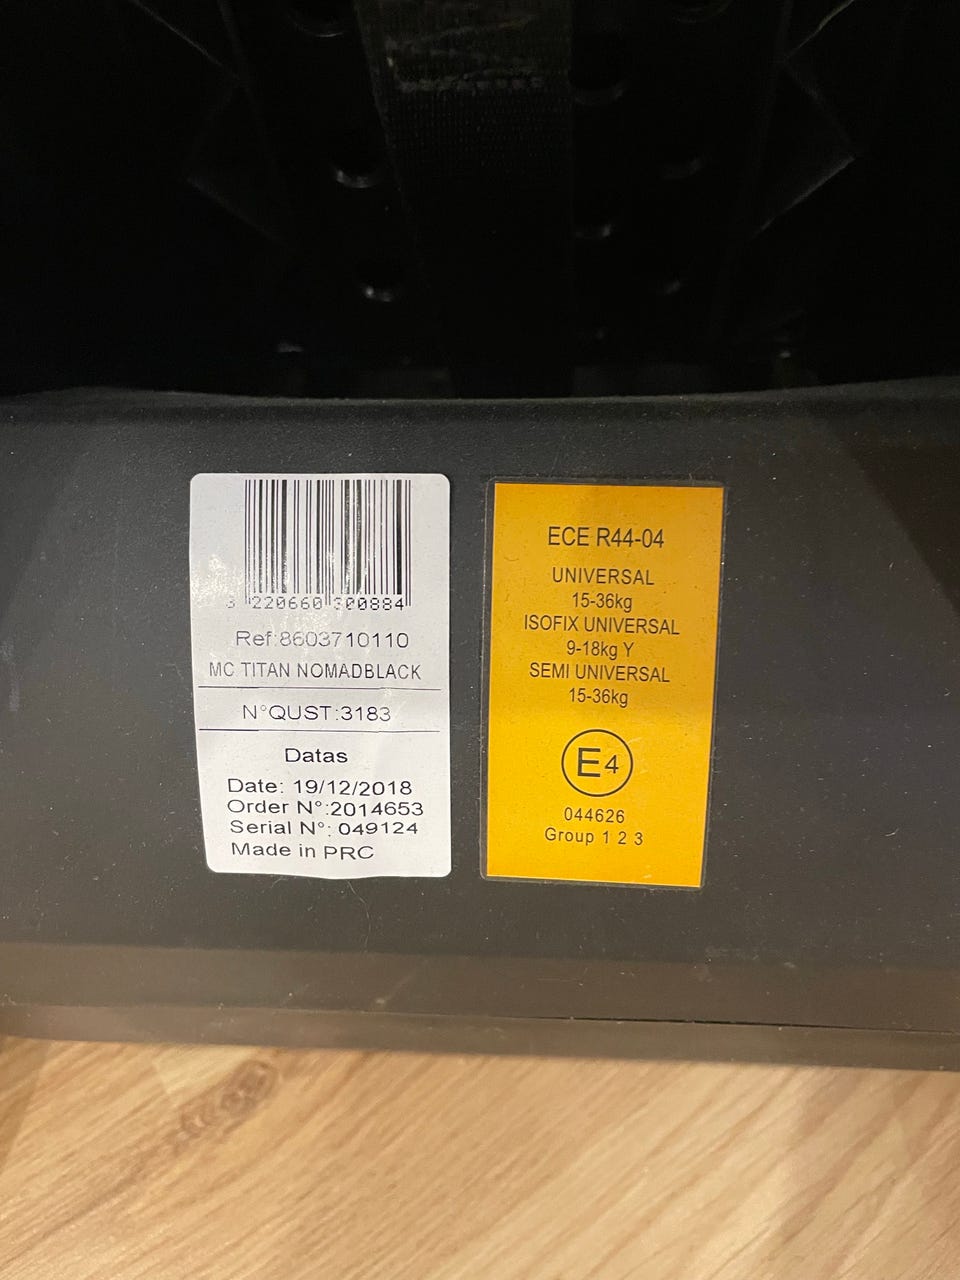 3 220660 300884
Ref:8603710110
MC TITAN NOMADBLACK
N°QUST:3183
Datas
Date: 19/12/2018
Order N°:2014653
Serial N°: 049124
Made in PRC
ECE R44-04
UNIVERSAL
15-36kg
ISOFIX UNIVERSAL
9-18kg Y
SEMI UNIVERSAL
15-36kg
E4
044626
Group 1 2 3